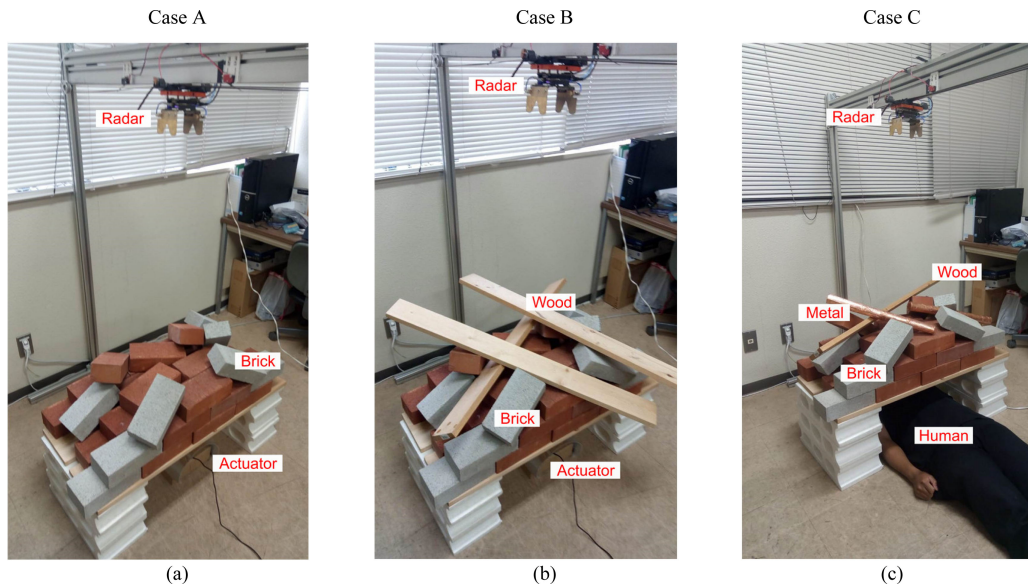 Case A
Case B
Case C
Radar
Brick
Actuator
Radar
Wood
Brick
Actuator
Radar
Wood
Metal
Brick
Human
(a)
(b)
(c)